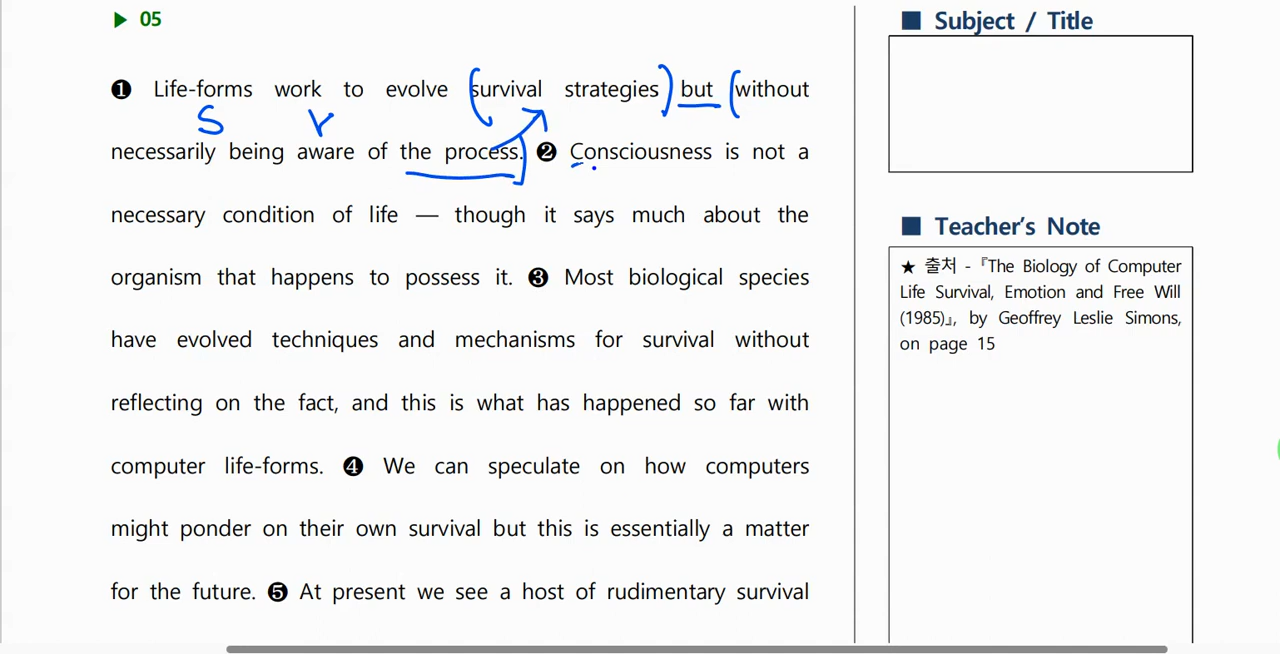 ▶ 05
❶ Life-forms work to evolve survival strategies but without
S V
necessarily being aware of the process. ❷ Consciousness is not a
necessary condition of life — though it says much about the
organism that happens to possess it. ❸ Most biological species
have evolved techniques and mechanisms for survival without
reflecting on the fact, and this is what has happened so far with
computer life-forms. ❹ We can speculate on how computers
might ponder on their own survival but this is essentially a matter
for the future. ❺ At present we see a host of rudimentary survival
■ Subject / Title
■ Teacher's Note
★ 출처 - 『The Biology of Computer
Life Survival, Emotion and Free Will
(1985)』, by Geoffrey Leslie Simons,
on page 15